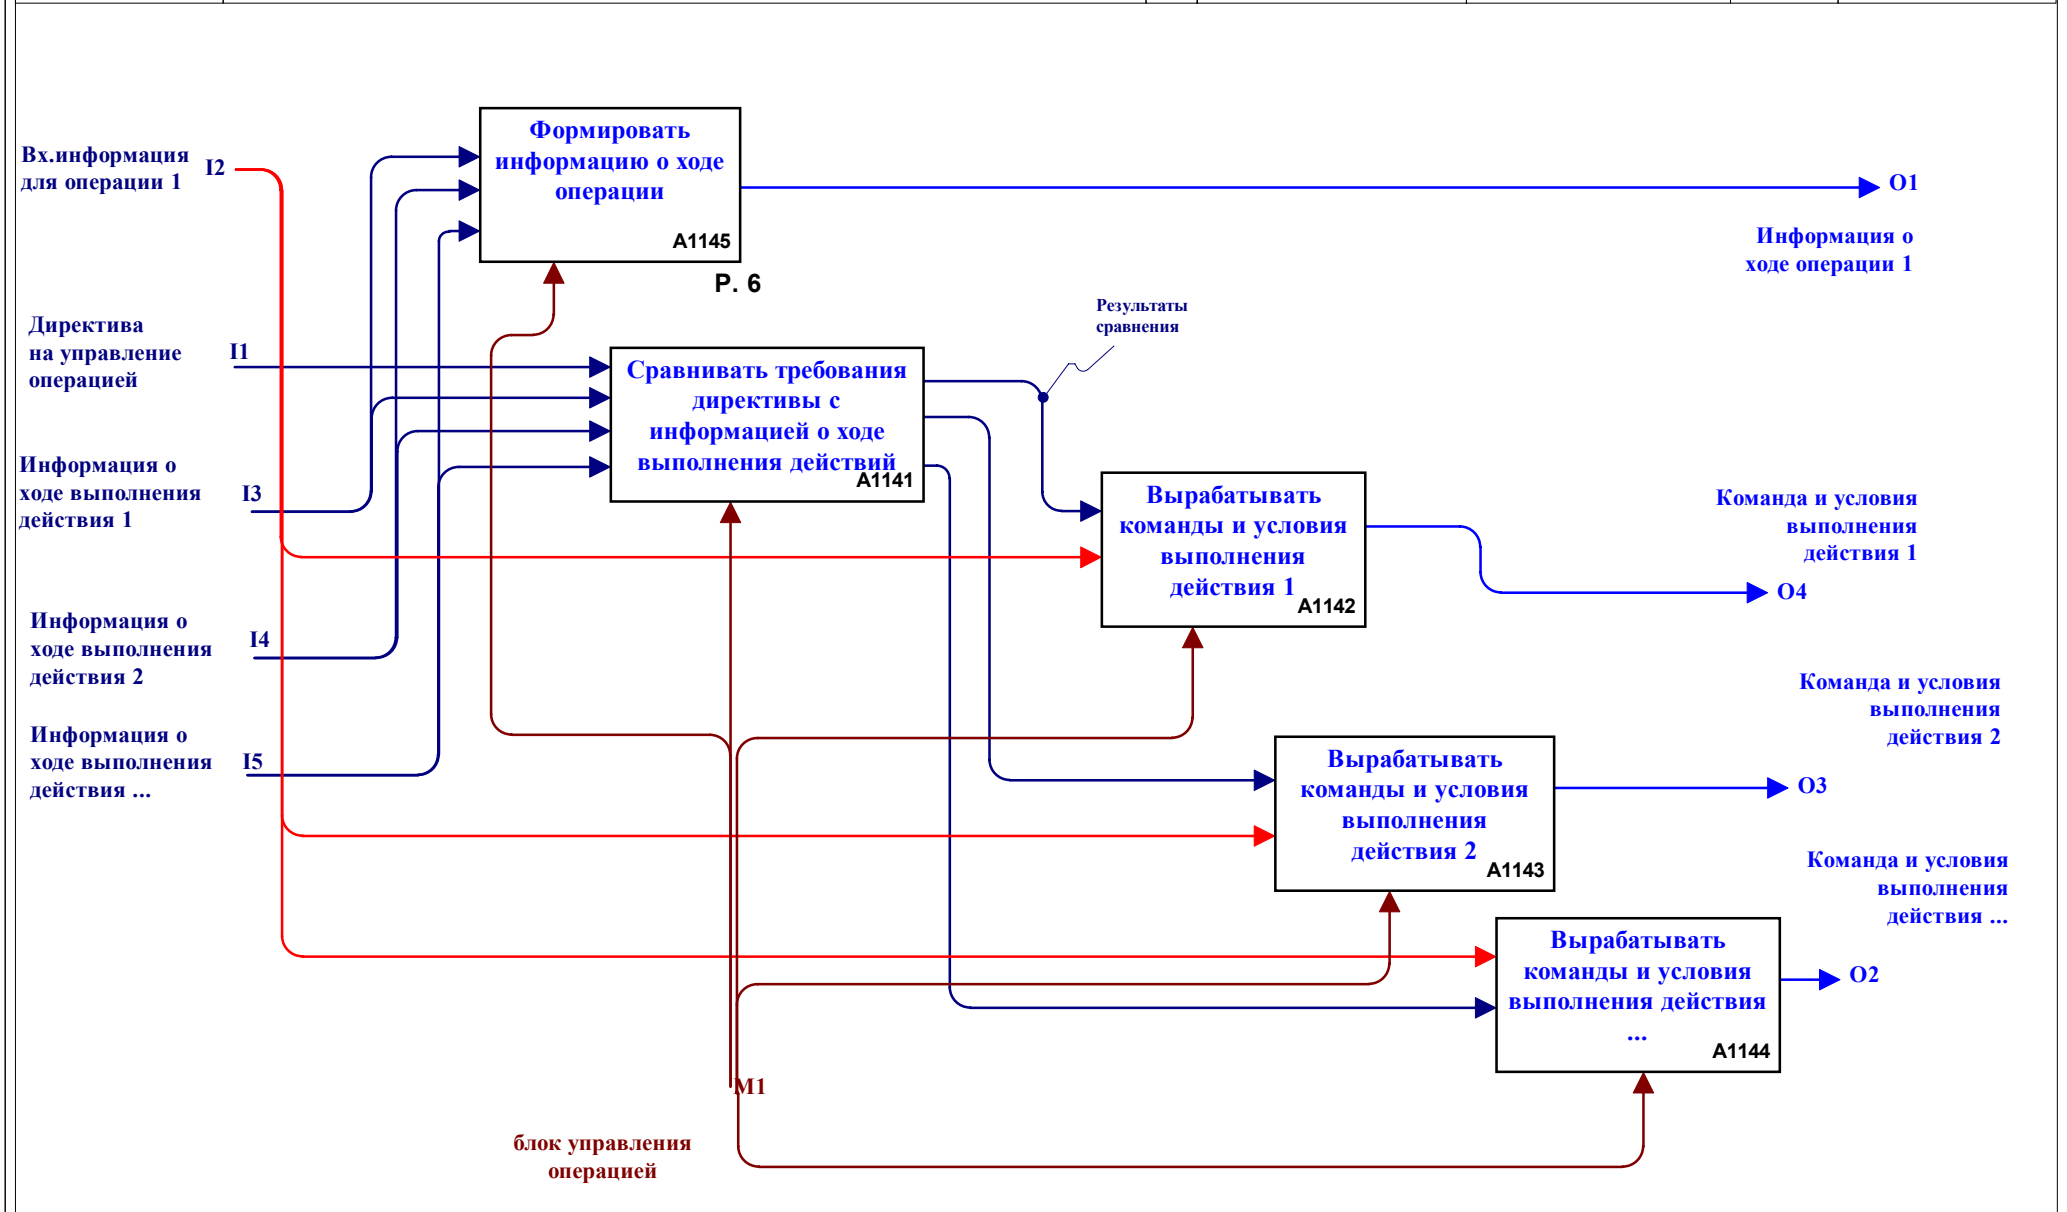 Формировать
информацию о ходе
операции
A1145
P. 6
Вх.информация
для операции 1
I2
O1
Информация о
ходе операции 1
Директива
на управление
операцией
I1
Результаты
сравнения
Сравнивать требования
директивы с
информацией о ходе
выполнения действий
A1141
Информация о
ходе выполнения
действия 1
I3
Вырабатывать
команды и условия
выполнения
действия 1
A1142
Команда и условия
выполнения
действия 1
O4
Информация о
ходе выполнения
действия 2
I4
Команда и условия
выполнения
действия 2
O3
Информация о
ходе выполнения
действия ...
I5
Вырабатывать
команды и условия
выполнения
действия 2
A1143
Команда и условия
выполнения
действия ...
O2
Вырабатывать
команды и условия
выполнения действия
...
A1144
M1
блок управления
операцией